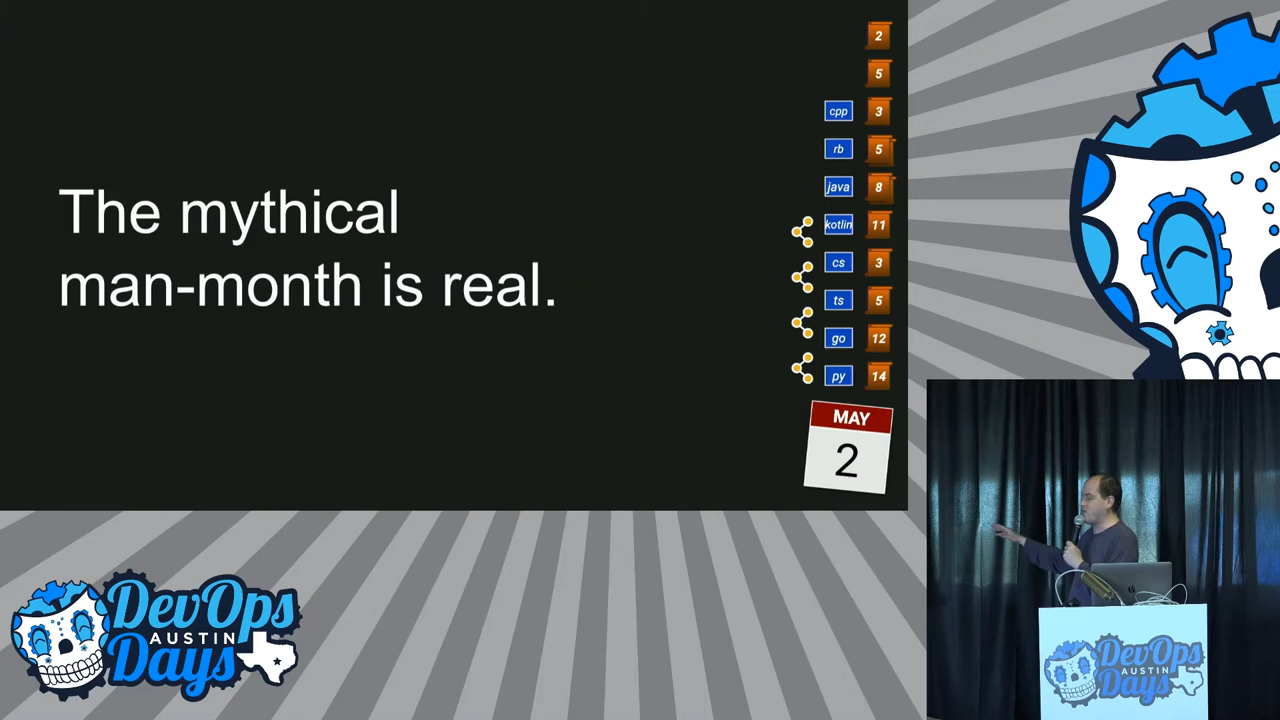 The mythical
man-month is real.
2
5
cpp 3
rb 5
java 8
kotlin 11
cs 3
ts 5
go 12
py 14
MAY
2
DevOps
AUSTIN
Days
DevOps
AUSTIN
Days